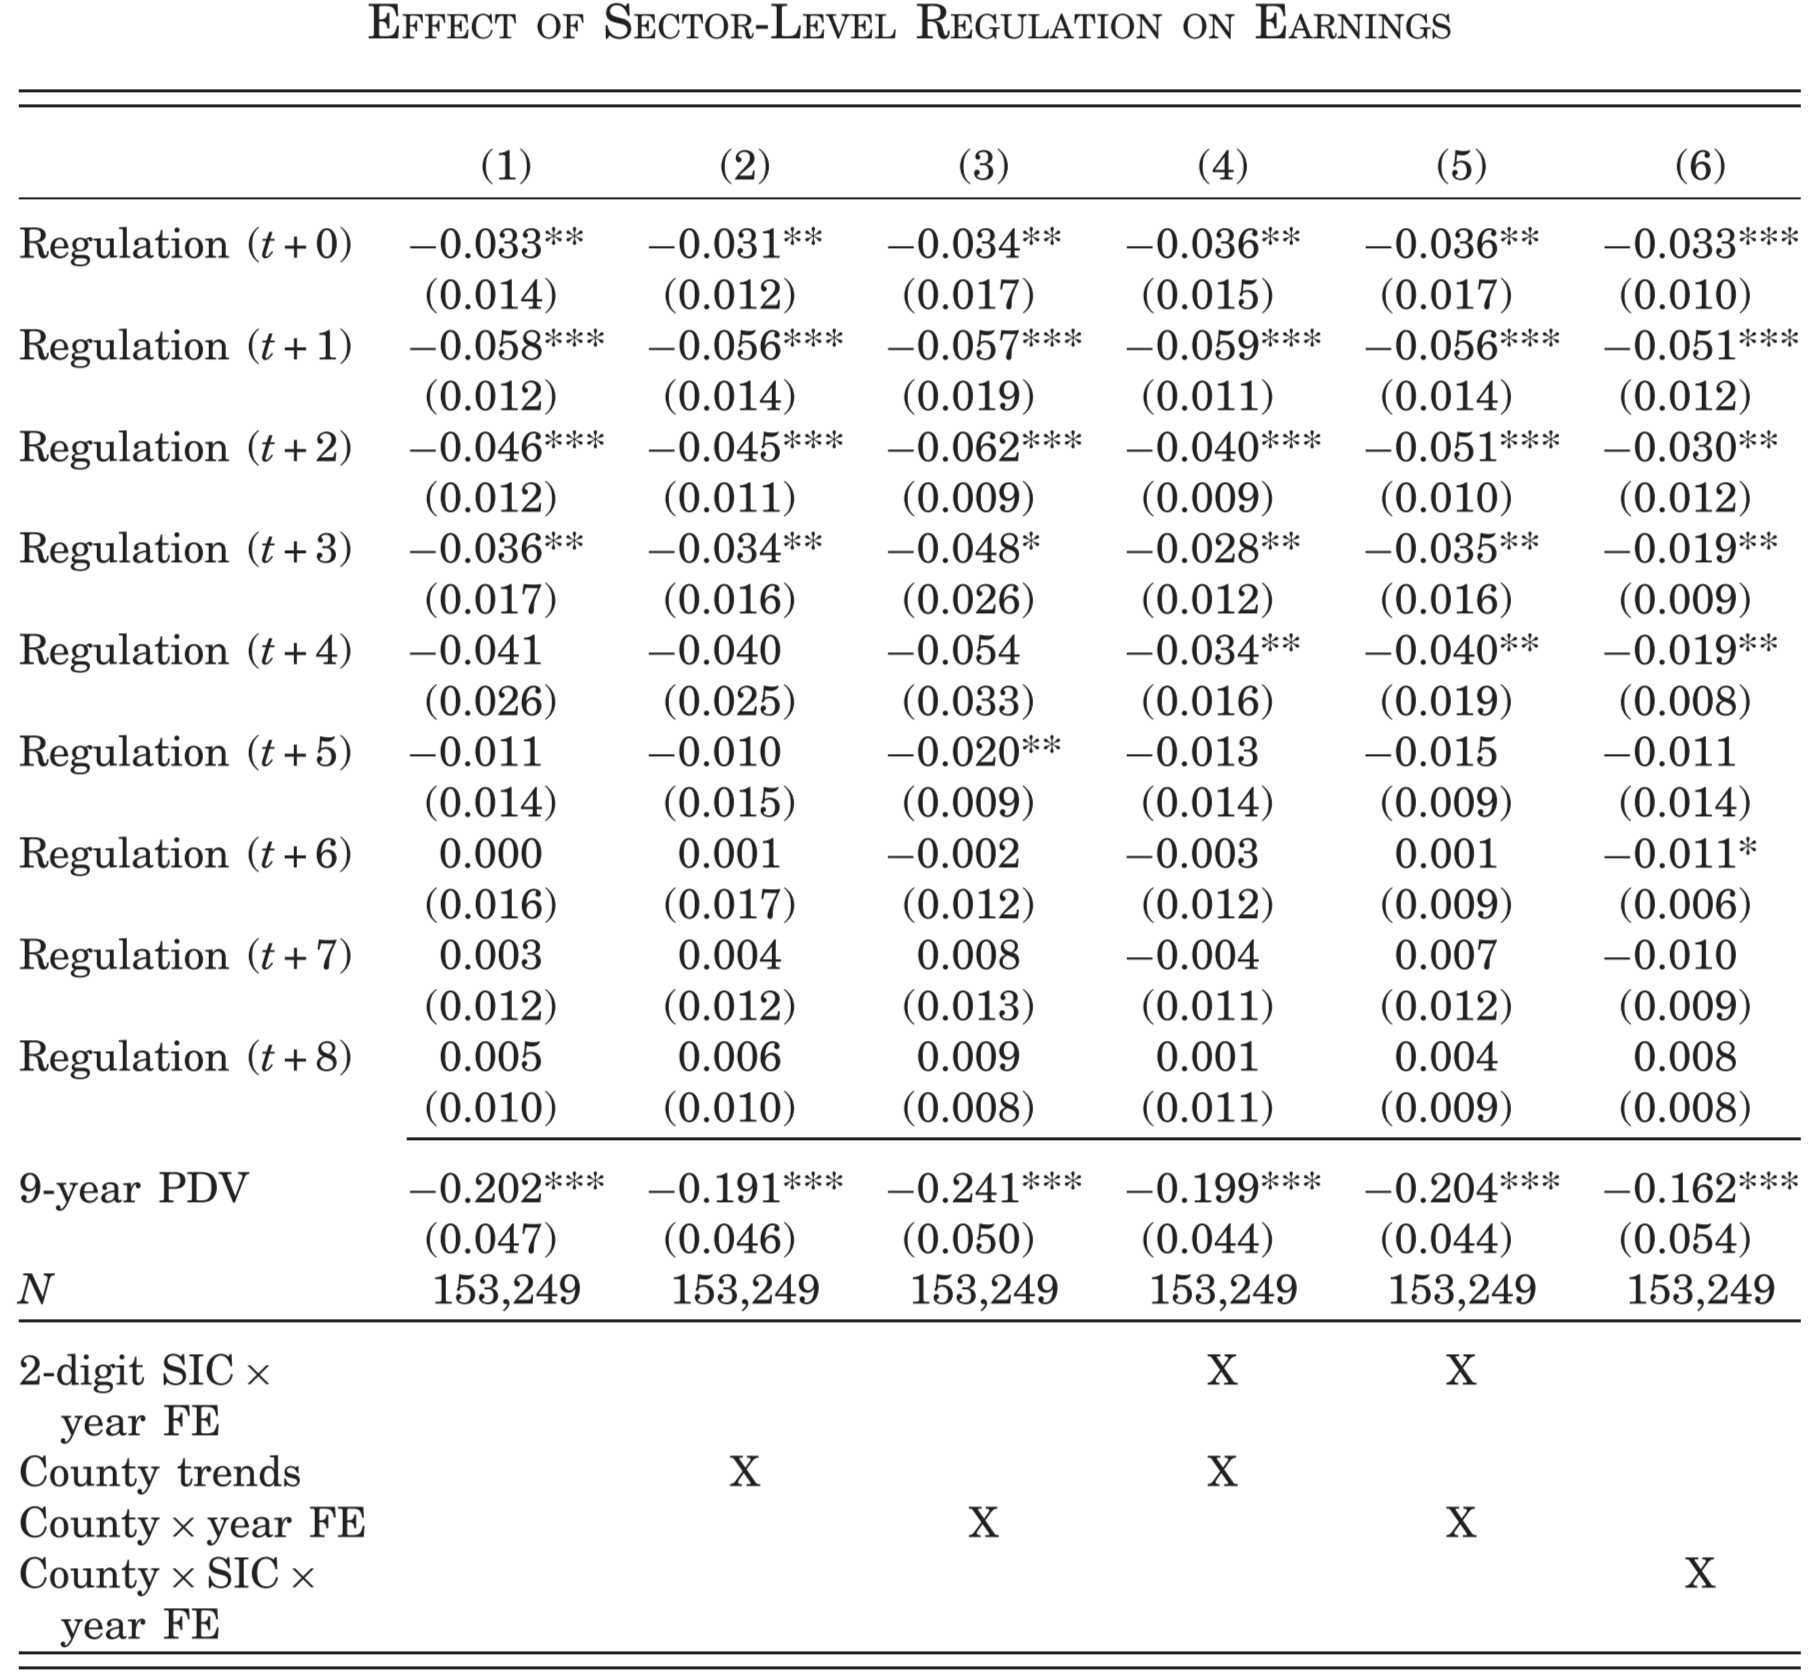 EFFECT OF SECTOR-LEVEL REGULATION ON EARNINGS
(1) (2) (3) (4) (5) (6)
Regulation (t + 0) −0.033** −0.031** −0.034** −0.036** −0.036** −0.033***
(0.014) (0.012) (0.017) (0.015) (0.017) (0.010)
Regulation (t + 1) −0.058*** −0.056*** −0.057*** −0.059*** −0.056*** −0.051***
(0.012) (0.014) (0.019) (0.011) (0.014) (0.012)
Regulation (t + 2) −0.046*** −0.045*** −0.062*** −0.040*** −0.051*** −0.030**
(0.012) (0.011) (0.009) (0.009) (0.010) (0.012)
Regulation (t + 3) −0.036** −0.034** −0.048* −0.028** −0.035** −0.019**
(0.017) (0.016) (0.026) (0.012) (0.016) (0.009)
Regulation (t + 4) −0.041 −0.040 −0.054 −0.034** −0.040** −0.019**
(0.026) (0.025) (0.033) (0.016) (0.019) (0.008)
Regulation (t + 5) −0.011 −0.010 −0.020** −0.013 −0.015 −0.011
(0.014) (0.015) (0.009) (0.014) (0.009) (0.014)
Regulation (t + 6) 0.000 0.001 −0.002 −0.003 0.001 −0.011*
(0.016) (0.017) (0.012) (0.012) (0.009) (0.006)
Regulation (t + 7) 0.003 0.004 0.008 −0.004 0.007 −0.010
(0.012) (0.012) (0.013) (0.011) (0.012) (0.009)
Regulation (t + 8) 0.005 0.006 0.009 0.001 0.004 0.008
(0.010) (0.010) (0.008) (0.011) (0.009) (0.008)
9-year PDV −0.202*** −0.191*** −0.241*** −0.199*** −0.204*** −0.162***
(0.047) (0.046) (0.050) (0.044) (0.044) (0.054)
N 153,249 153,249 153,249 153,249 153,249 153,249
2-digit SIC × X X
year FE
County trends X X
County × year FE X X
County × SIC × X
year FE